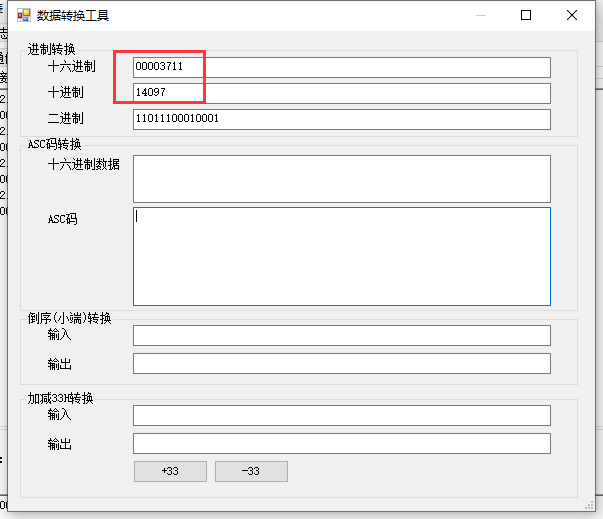 数据转换工具
进制转换
十六进制 00003711
十进制 14097
二进制 11011100010001
ASC码转换
十六进制数据
ASC码
倒序(小端)转换
输入
输出
加减33H转换
输入
输出
+33 -33